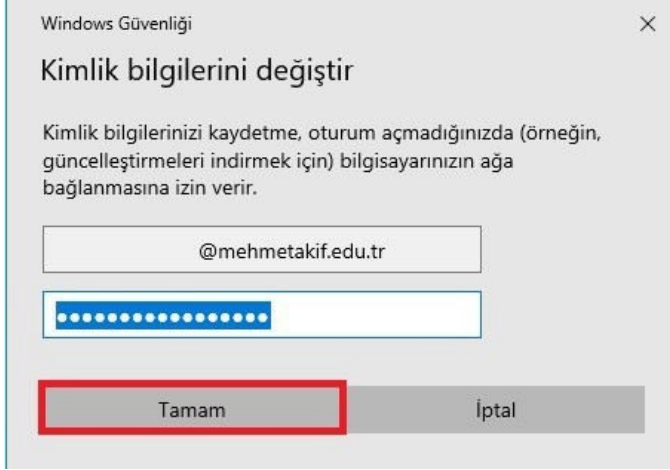 Windows Güvenliği
Kimlik bilgilerini değiştir
Kimlik bilgilerinizi kaydetme, oturum açmadığınızda (örneğin,
güncelleştirmeleri indirmek için) bilgisayarınızın ağa
bağlanmasına izin verir.
@mehmetakif.edu.tr
•••••••••••••••••
Tamam İptal